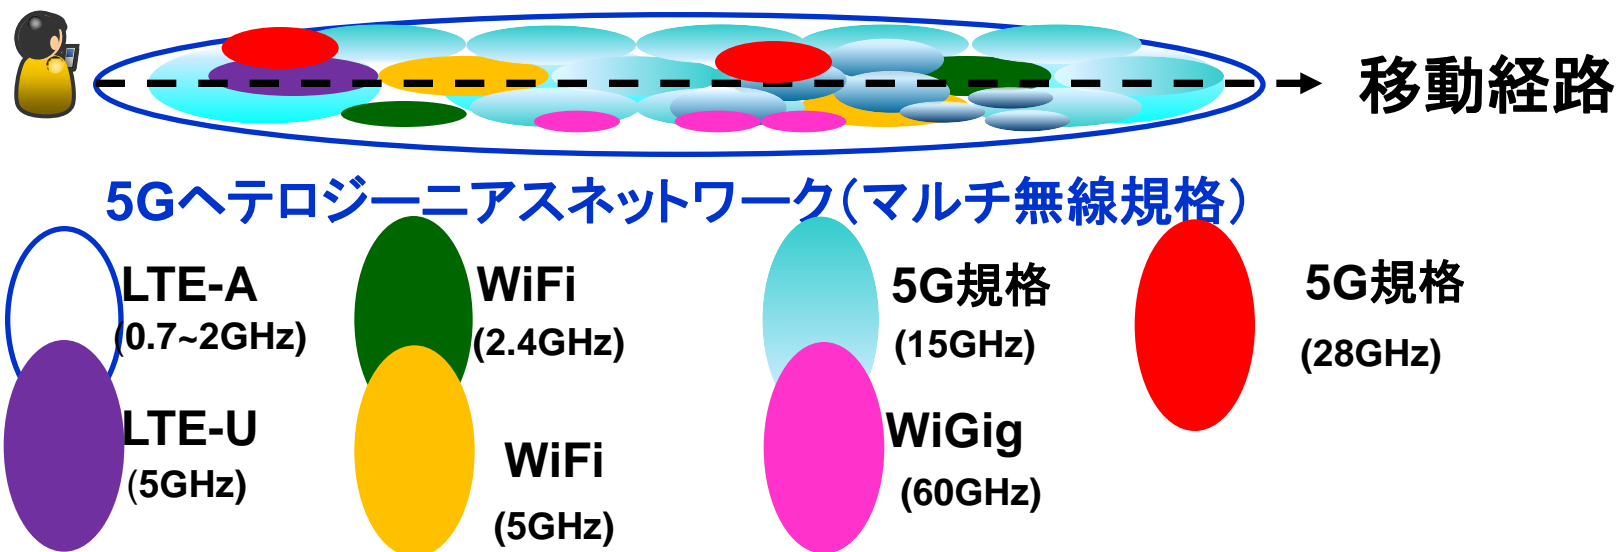 移動経路
5Gヘテロジーニアスネットワーク(マルチ無線規格)
LTE-A
(0.7~2GHz)
WiFi
(2.4GHz)
5G規格
(15GHz)
5G規格
(28GHz)
LTE-U
(5GHz)
WiFi
(5GHz)
WiGig
(60GHz)